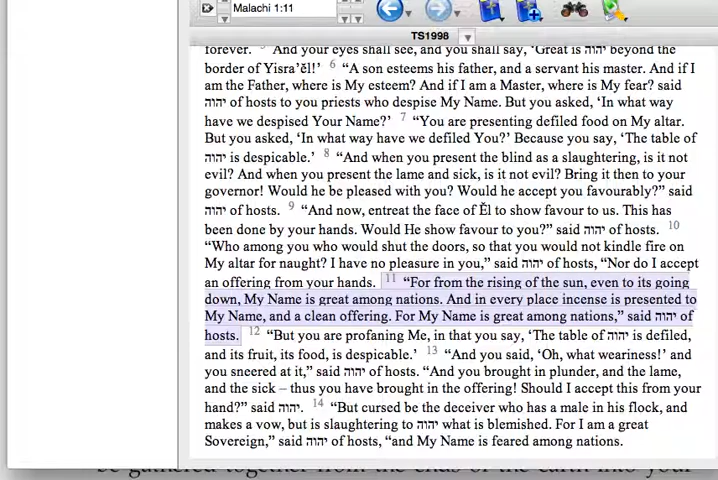 Malachi 1:11
TS1998
forever. 5 And your eyes shall see, and you shall say, ‘Great is יהוה beyond the
border of Yisra’ěl!’ 6 “A son esteems his father, and a servant his master. And if I
am the Father, where is My esteem? And if I am a Master, where is My fear? said
יהוה of hosts to you priests who despise My Name. But you asked, ‘In what way
have we despised Your Name?’ 7 “You are presenting defiled food on My altar.
But you asked, ‘In what way have we defiled You?’ Because you say, ‘The table of
יהוה is despicable.’ 8 “And when you present the blind as a slaughtering, is it not
evil? And when you present the lame and sick, is it not evil? Bring it then to your
governor! Would he be pleased with you? Would he accept you favourably?” said
יהוה of hosts. 9 “And now, entreat the face of Ěl to show favour to us. This has
been done by your hands. Would He show favour to you?” said יהוה of hosts. 10
“Who among you who would shut the doors, so that you would not kindle fire on
My altar for naught? I have no pleasure in you,” said יהוה of hosts, “Nor do I accept
an offering from your hands. 11 “For from the rising of the sun, even to its going
down, My Name is great among nations. And in every place incense is presented to
My Name, and a clean offering. For My Name is great among nations,” said יהוה of
hosts. 12 “But you are profaning Me, in that you say, ‘The table of יהוה is defiled,
and its fruit, its food, is despicable.’ 13 “And you said, ‘Oh, what weariness!’ and
you sneered at it,” said יהוה of hosts. “And you brought in plunder, and the lame,
and the sick – thus you have brought in the offering! Should I accept this from your
hand?” said יהוה. 14 “But cursed be the deceiver who has a male in his flock, and
makes a vow, but is slaughtering to יהוה what is blemished. For I am a great
Sovereign,” said יהוה of hosts, “and My Name is feared among nations.
be gathered together from the ends of the earth into your